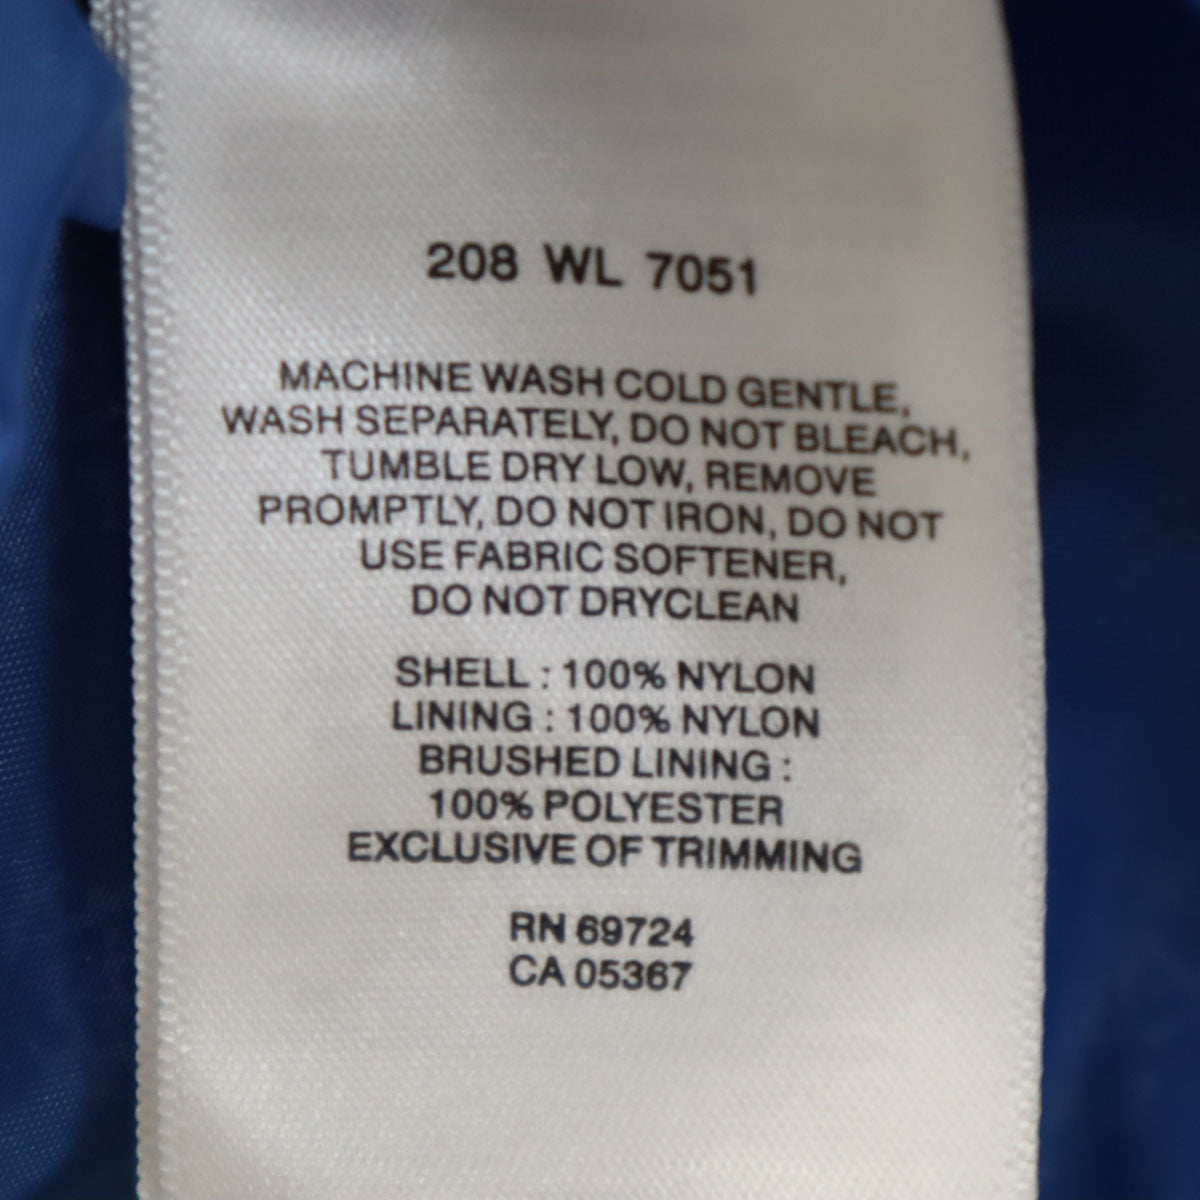 208 WL 7051
MACHINE WASH COLD GENTLE,
WASH SEPARATELY, DO NOT BLEACH,
TUMBLE DRY LOW, REMOVE
PROMPTLY, DO NOT IRON, DO NOT
USE FABRIC SOFTENER,
DO NOT DRYCLEAN
SHELL : 100% NYLON
LINING : 100% NYLON
BRUSHED LINING :
100% POLYESTER
EXCLUSIVE OF TRIMMING
RN 69724
CA 05367